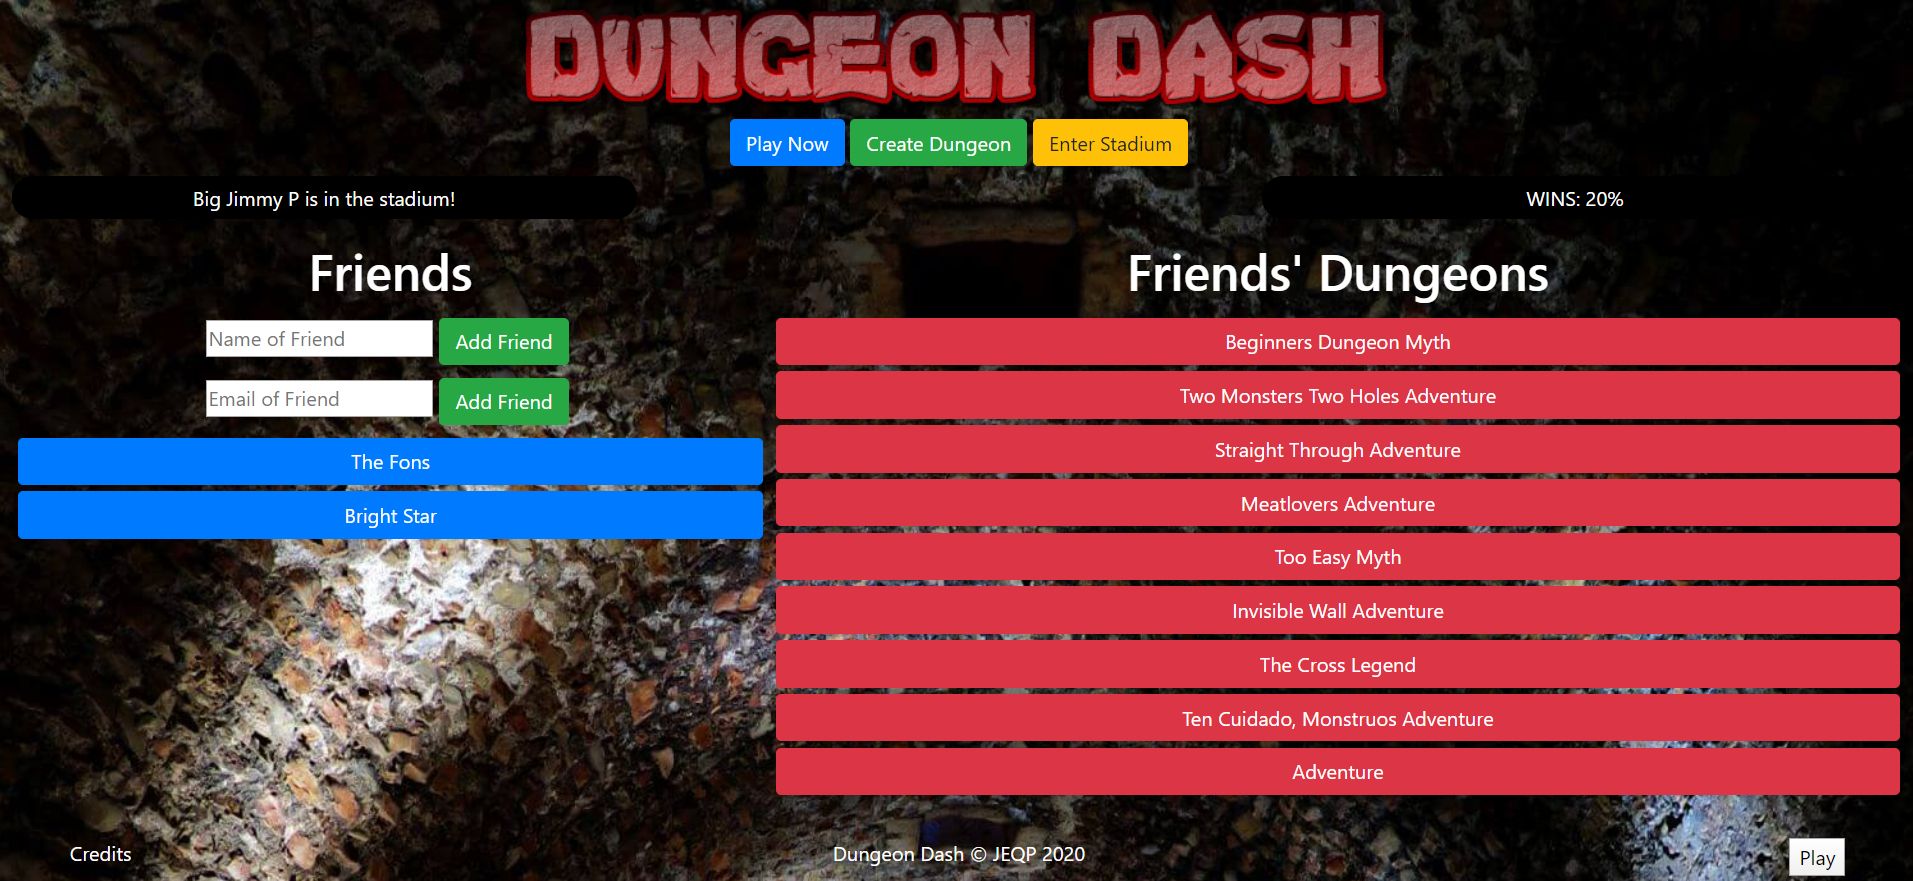 DUNGEON DASH
Play Now
Create Dungeon
Enter Stadium
Big Jimmy P is in the stadium!
WINS: 20%
Friends
Name of Friend
Add Friend
Email of Friend
Add Friend
The Fons
Bright Star
Friends' Dungeons
Beginners Dungeon Myth
Two Monsters Two Holes Adventure
Straight Through Adventure
Meatlovers Adventure
Too Easy Myth
Invisible Wall Adventure
The Cross Legend
Ten Cuidado, Monstruos Adventure
Adventure
Credits
Dungeon Dash © JEQP 2020
Play